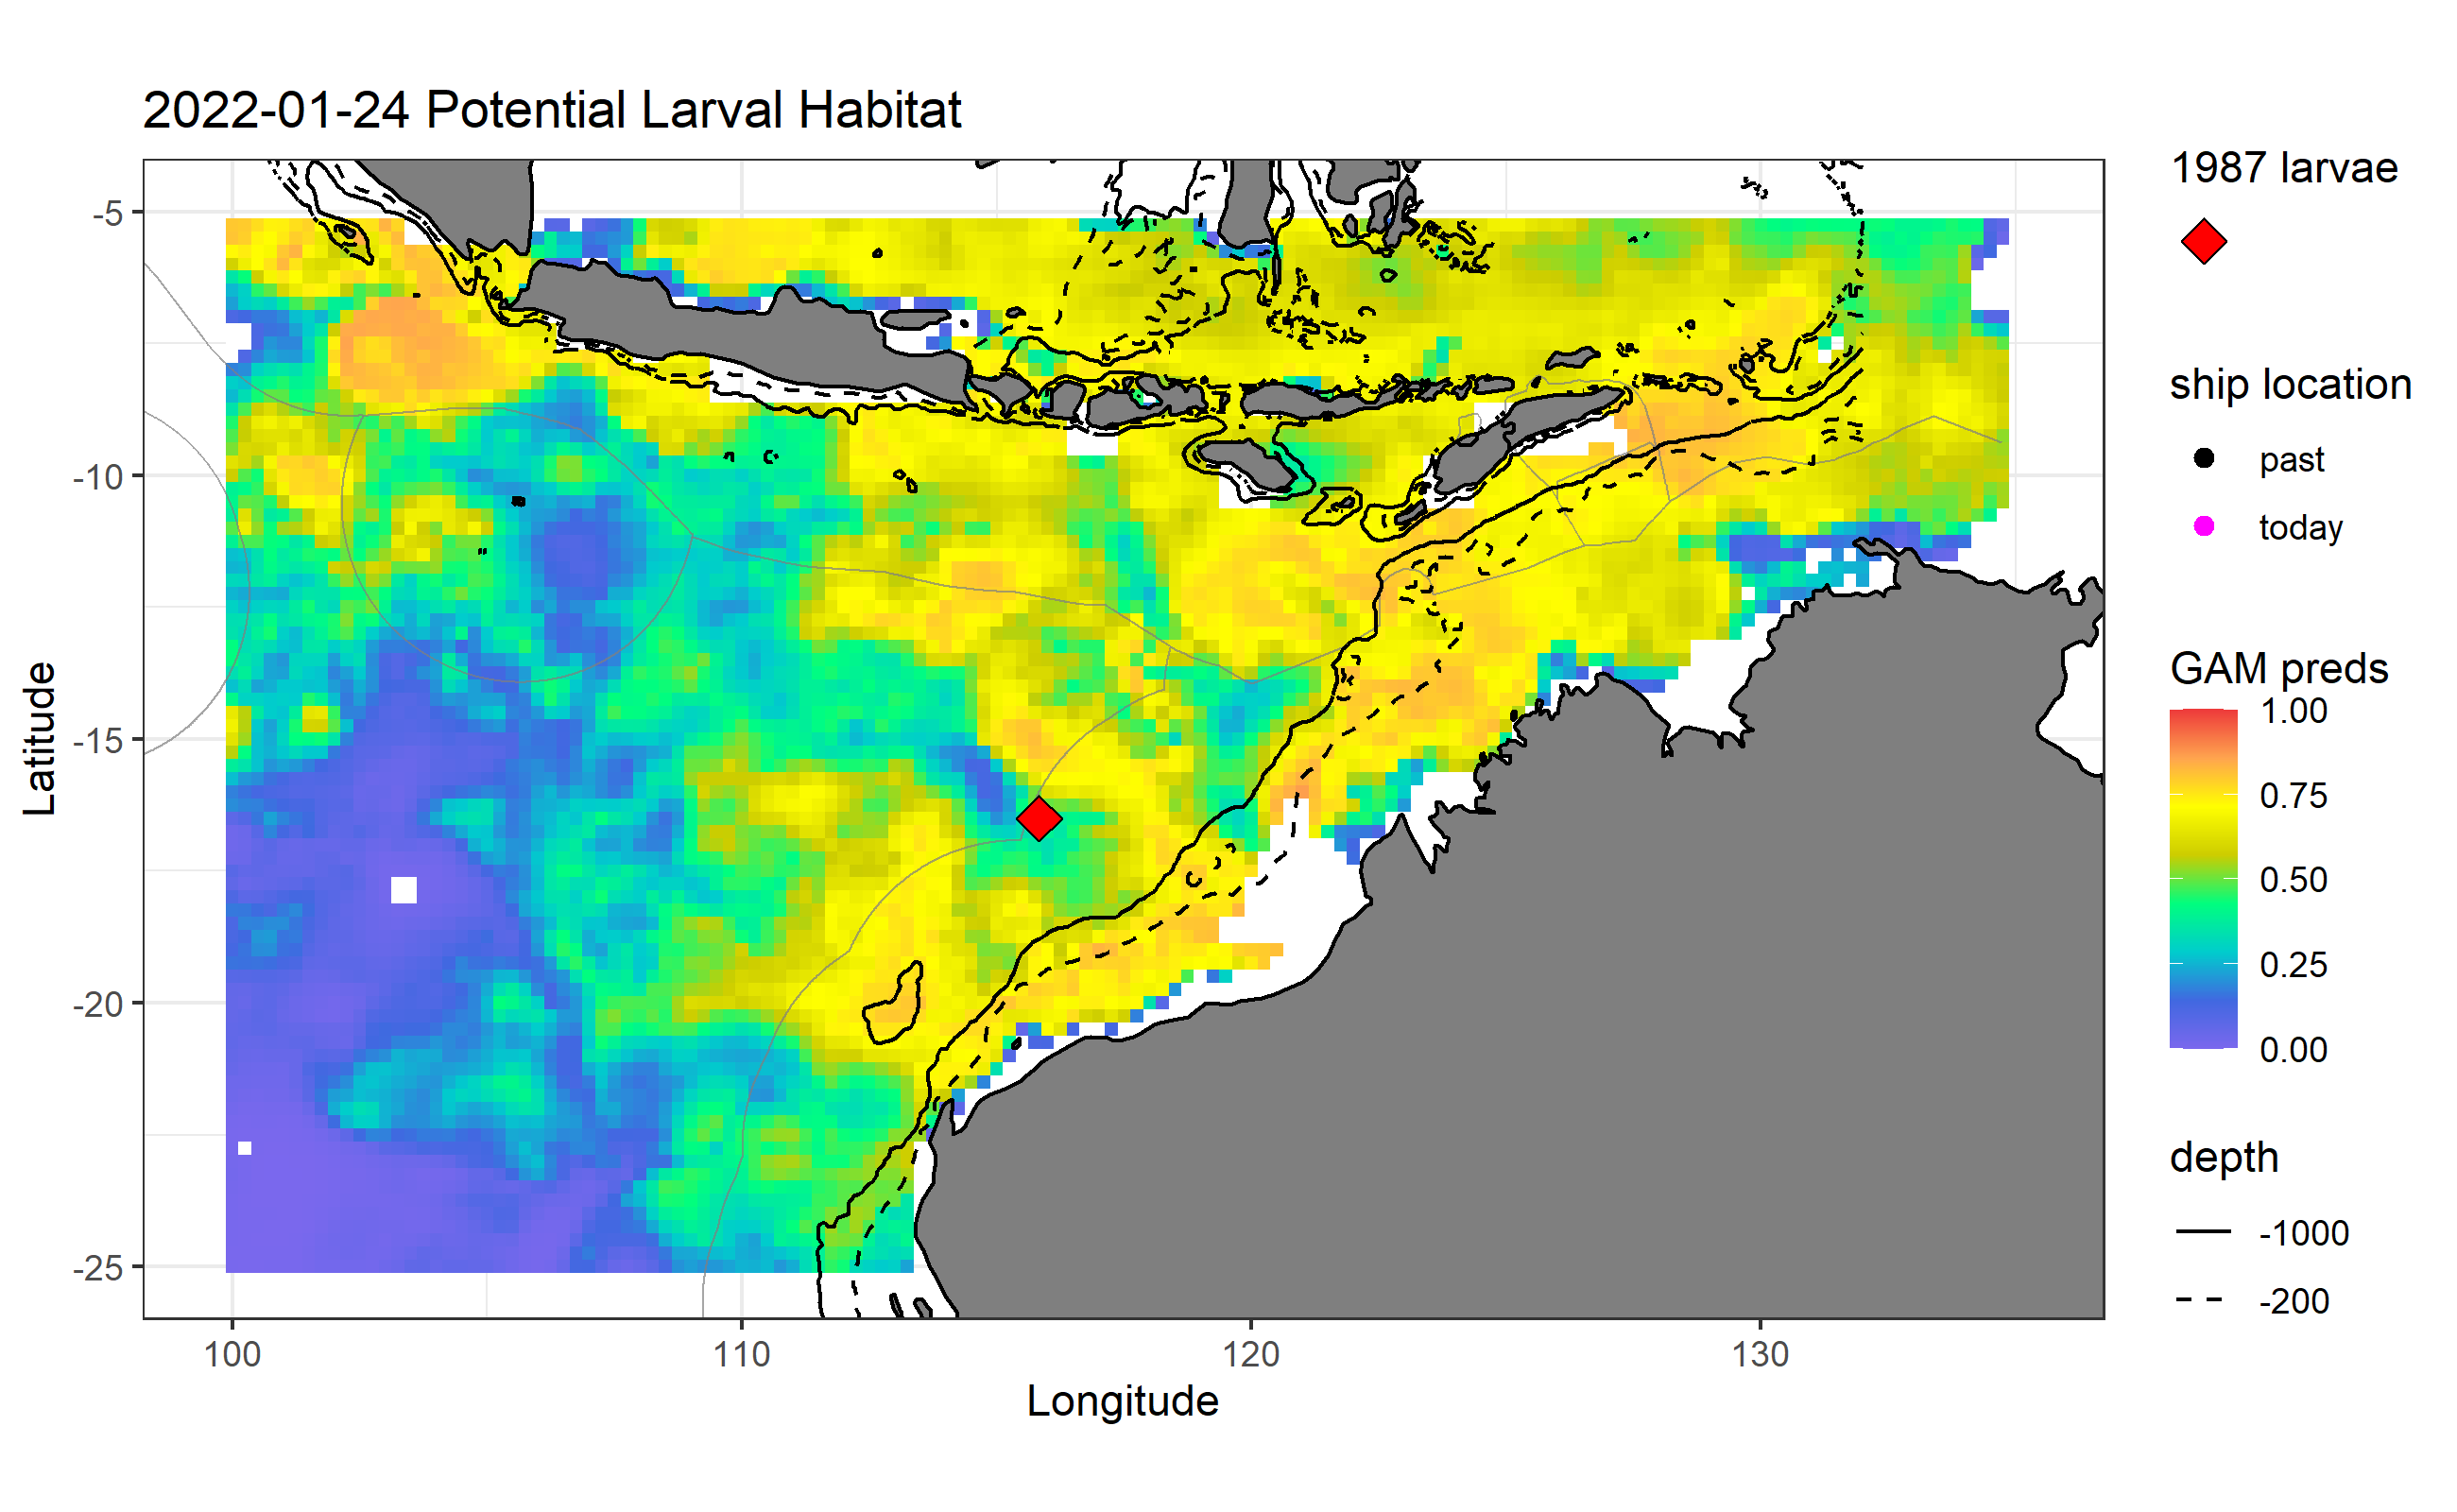 2022-01-24 Potential Larval Habitat
-5
-10
-15
-20
-25
Latitude
100
110
120
130
Longitude
1987 larvae
ship location
past
today
GAM preds
1.00
0.75
0.50
0.25
0.00
depth
-1000
-200